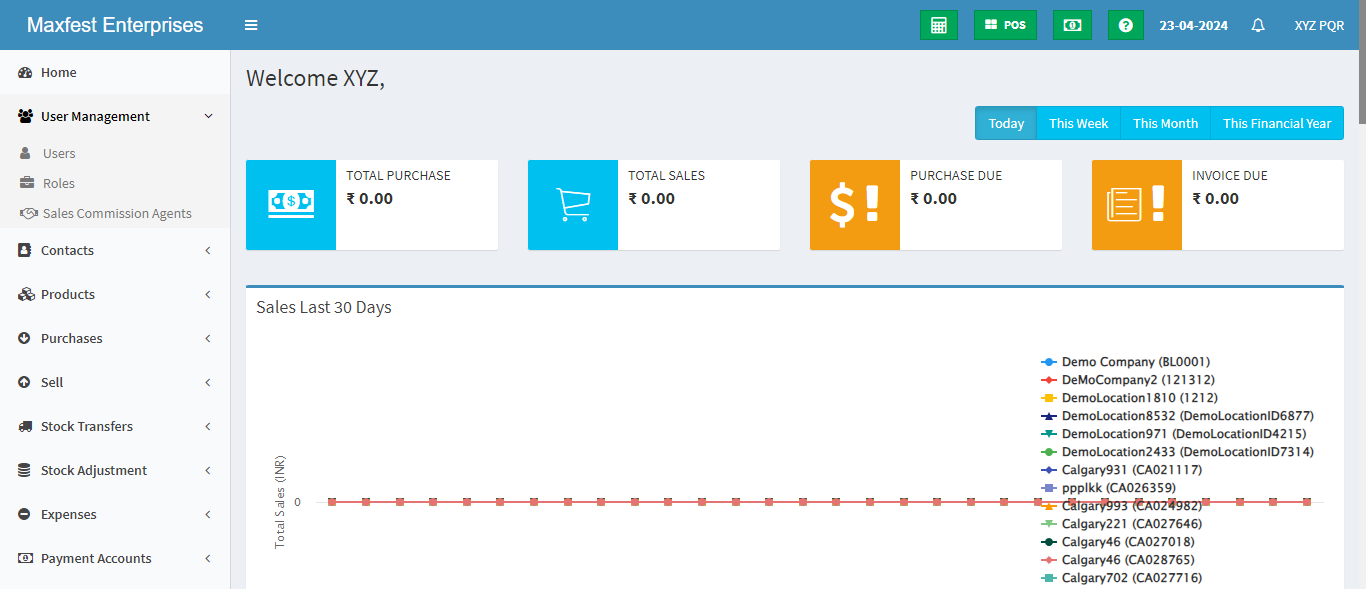 Maxfest Enterprises
POS
23-04-2024
XYZ PQR
Home
User Management
Users
Roles
Sales Commission Agents
Contacts
Products
Purchases
Sell
Stock Transfers
Stock Adjustment
Expenses
Payment Accounts
Welcome XYZ,
Today
This Week
This Month
This Financial Year
TOTAL PURCHASE
₹ 0.00
TOTAL SALES
₹ 0.00
PURCHASE DUE
₹ 0.00
INVOICE DUE
₹ 0.00
Sales Last 30 Days
Total Sales (INR)
0
Demo Company (BL0001)
DeMoCompany2 (121312)
DemoLocation1810 (1212)
DemoLocation8532 (DemoLocationID6877)
DemoLocation971 (DemoLocationID4215)
DemoLocation2433 (DemoLocationID7314)
Calgary931 (CA021117)
ppplkk (CA026359)
Calgary993 (CA024982)
Calgary221 (CA027646)
Calgary46 (CA027018)
Calgary46 (CA028765)
Calgary702 (CA027716)